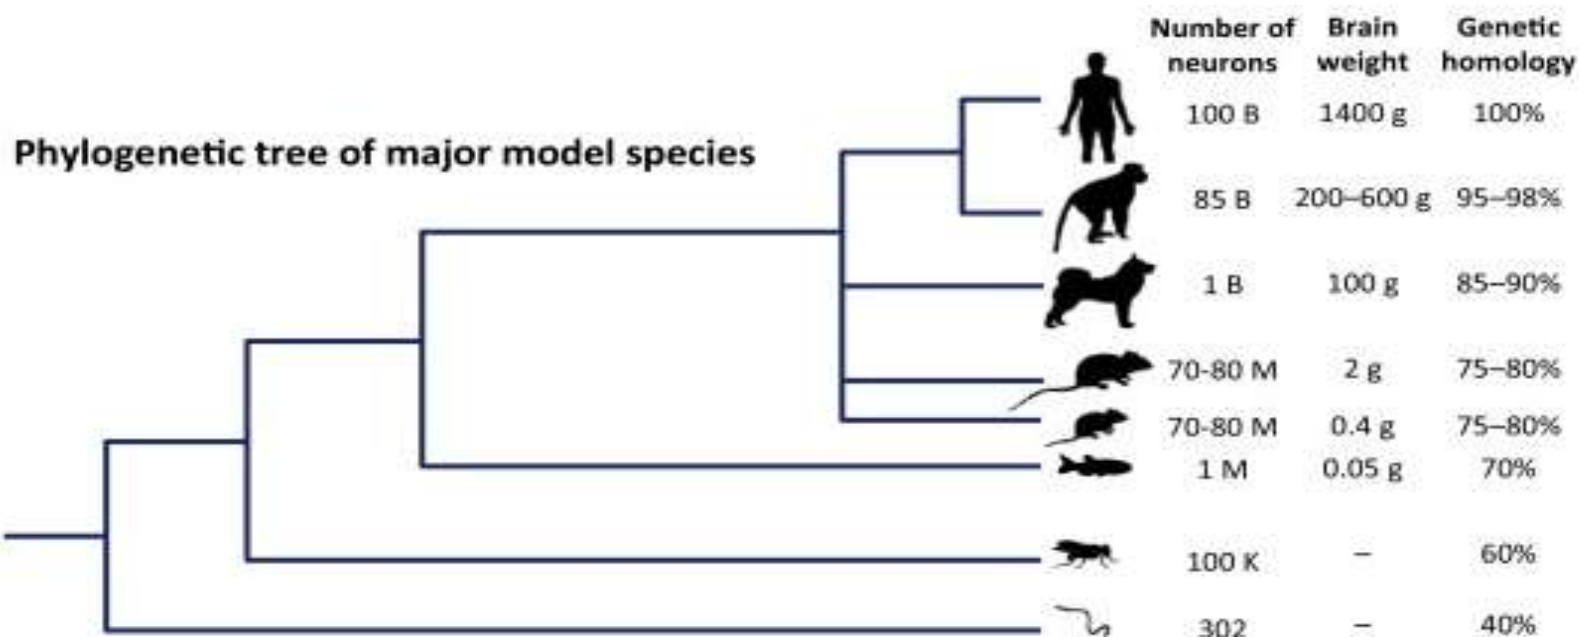 Number of neurons Brain weight Genetic homology
100 B 1400 g 100%
Phylogenetic tree of major model species
85 B 200–600 g 95–98%
1 B 100 g 85–90%
70-80 M 2 g 75–80%
70-80 M 0.4 g 75–80%
1 M 0.05 g 70%
100 K – 60%
302 – 40%